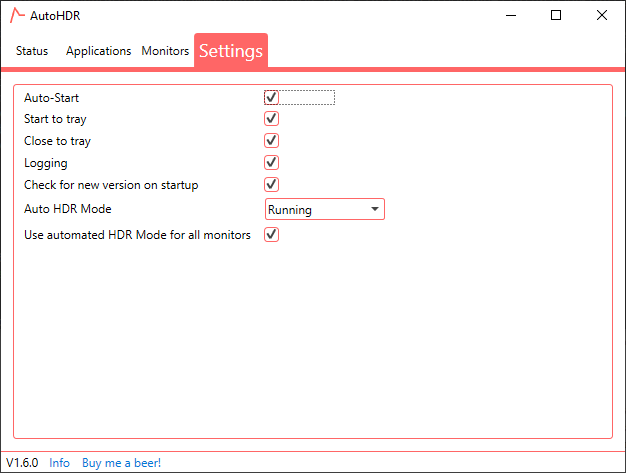 AutoHDR
Status Applications Monitors Settings
Auto-Start
Start to tray
Close to tray
Logging
Check for new version on startup
Auto HDR Mode Running
Use automated HDR Mode for all monitors
V1.6.0 Info Buy me a beer!